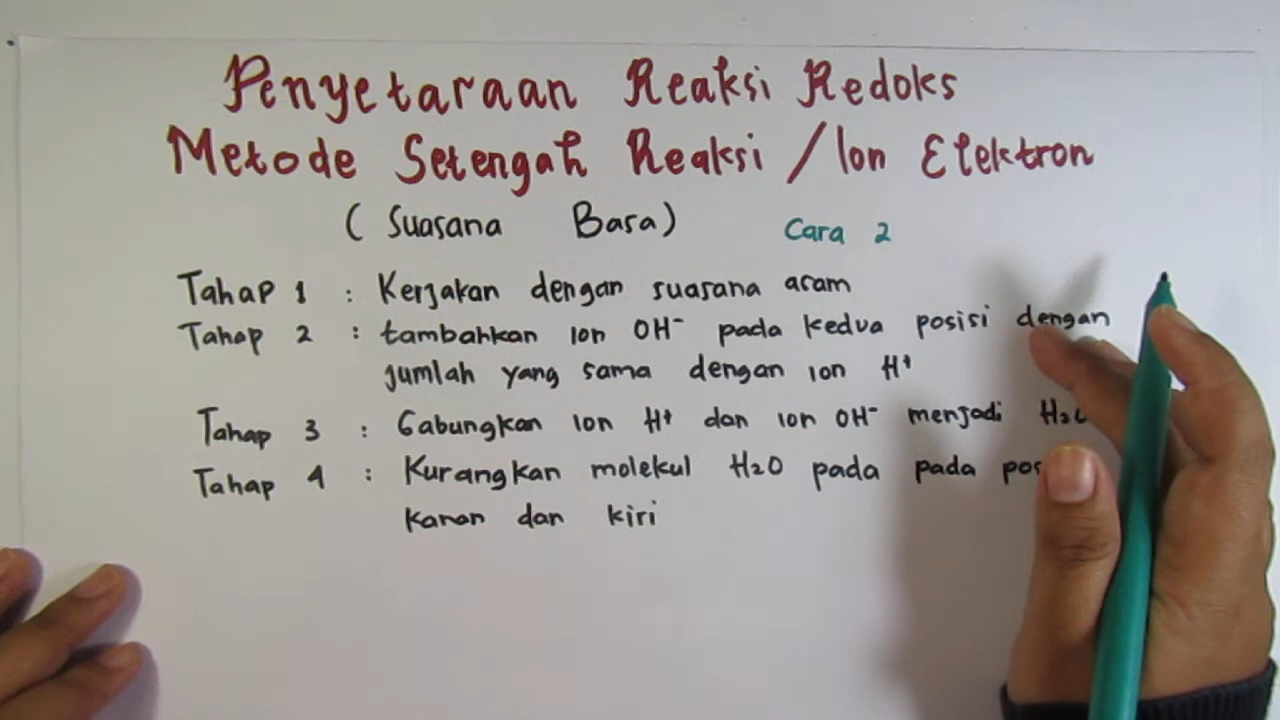 Penyetaraan Reaksi Redoks
Metode Setengah Reaksi / Ion Elektron
(Suasana Basa) Cara 2
Tahap 1 : Kerjakan dengan suasana asam
Tahap 2 : tambahkan ion OH⁻ pada kedua posisi dengan
jumlah yang sama dengan ion H⁺
Tahap 3 : Gabungkan ion H⁺ dan ion OH⁻ menjadi
Tahap 4 : Kurangkan molekul H₂O pada pada
kanan dan kiri